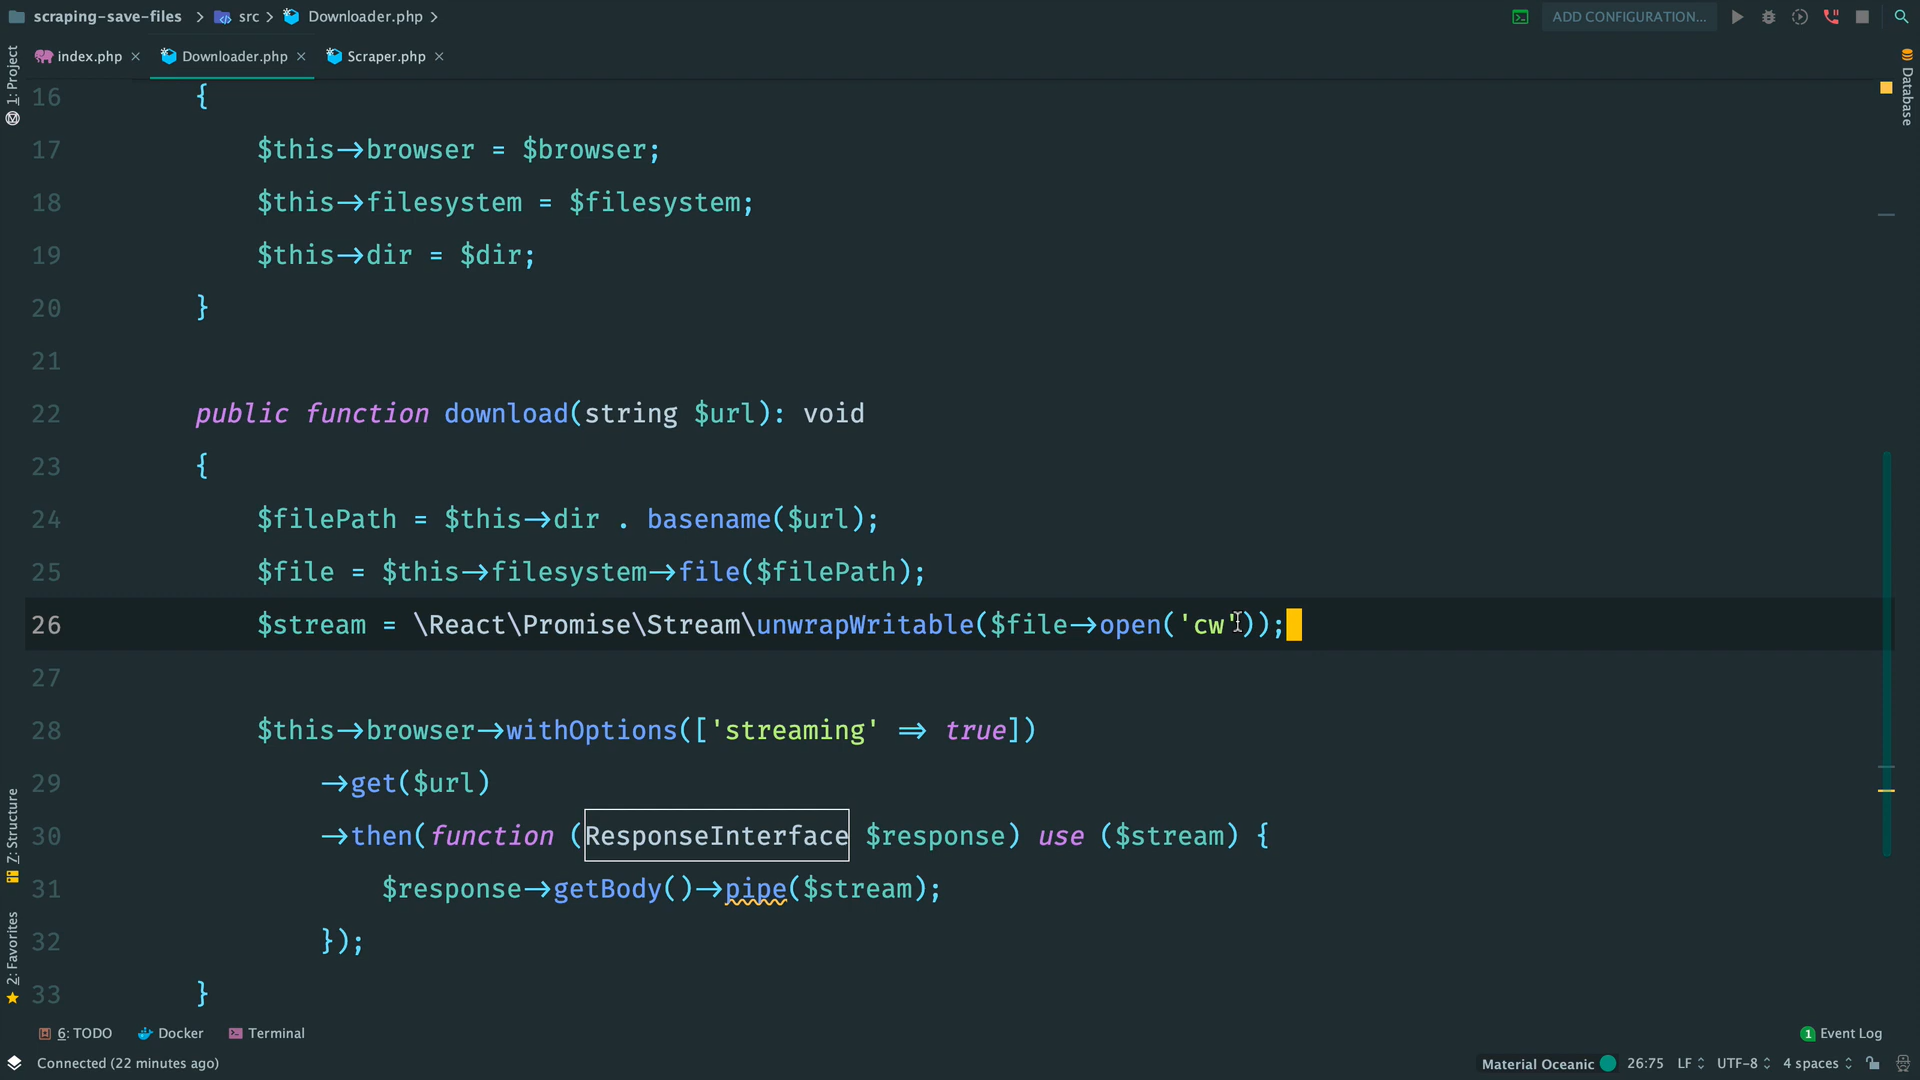 scraping-save-files > src > Downloader.php >
ADD CONFIGURATION...
index.php × Downloader.php × Scraper.php ×
1: Project
Database
16 {
17 $this->browser = $browser;
18 $this->filesystem = $filesystem;
19 $this->dir = $dir;
20 }
21
22 public function download(string $url): void
23 {
24 $filePath = $this->dir . basename($url);
25 $file = $this->filesystem->file($filePath);
26 $stream = \React\Promise\Stream\unwrapWritable($file->open('cw'));
27
28 $this->browser->withOptions(['streaming' => true])
29 ->get($url)
30 ->then(function (ResponseInterface $response) use ($stream) {
31 $response->getBody()->pipe($stream);
32 });
33 }
7: Structure
2: Favorites
6: TODO Docker Terminal
1 Event Log
Connected (22 minutes ago)
Material Oceanic 26:75 LF UTF-8 4 spaces